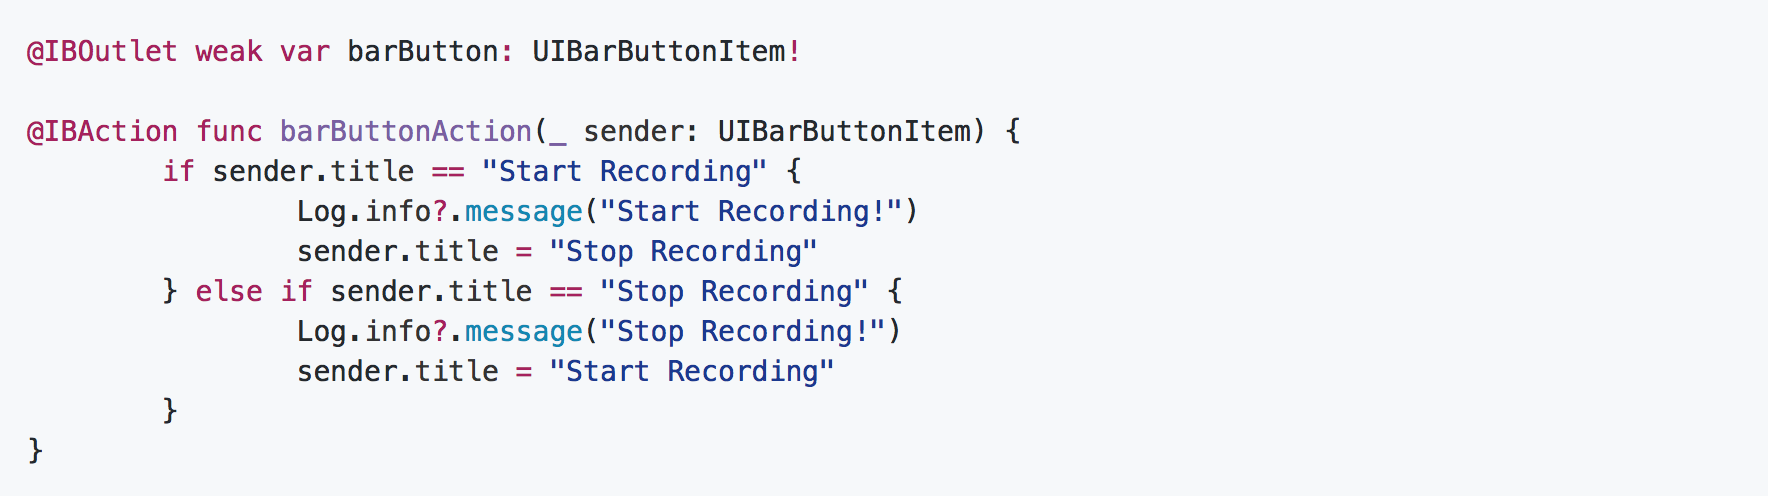 @IBOutlet weak var barButton: UIBarButtonItem!

@IBAction func barButtonAction(_ sender: UIBarButtonItem) {
        if sender.title == "Start Recording" {
                Log.info?.message("Start Recording!")
                sender.title = "Stop Recording"
        } else if sender.title == "Stop Recording" {
                Log.info?.message("Stop Recording!")
                sender.title = "Start Recording"
        }
}